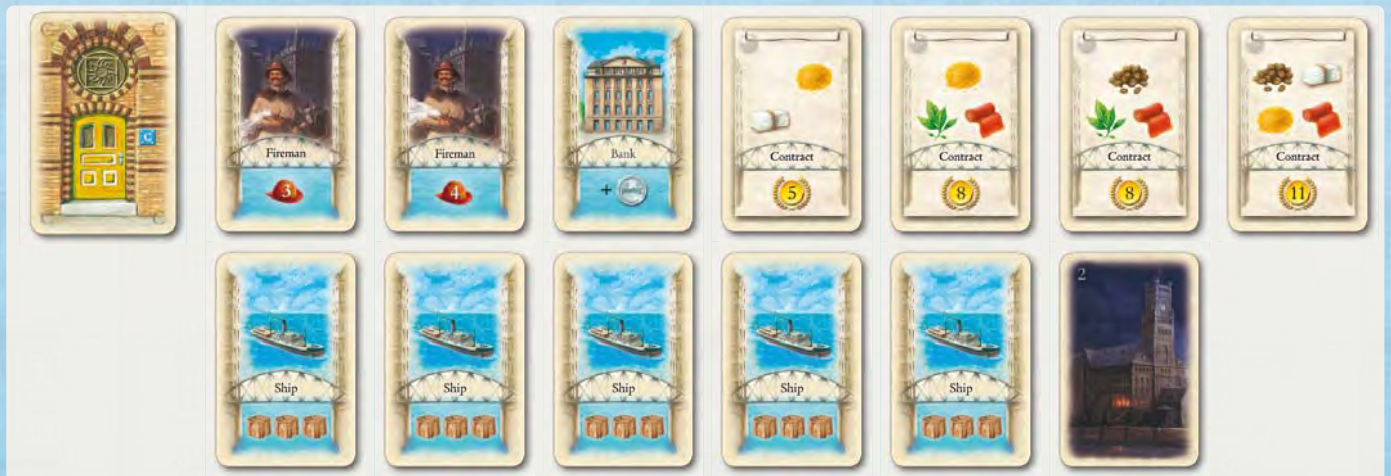 C
Fireman
3
Fireman
4
Bank
+
Contract
5
Contract
8
Contract
8
Contract
11
Ship
Ship
Ship
Ship
Ship
2